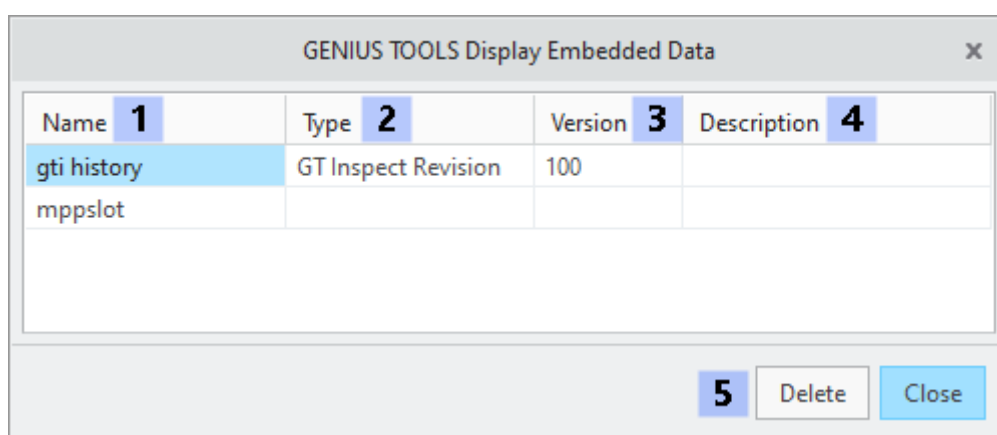 GENIUS TOOLS Display Embedded Data x
Name 1 Type 2 Version 3 Description 4
gti history GT Inspect Revision 100
mppslot
5 Delete Close